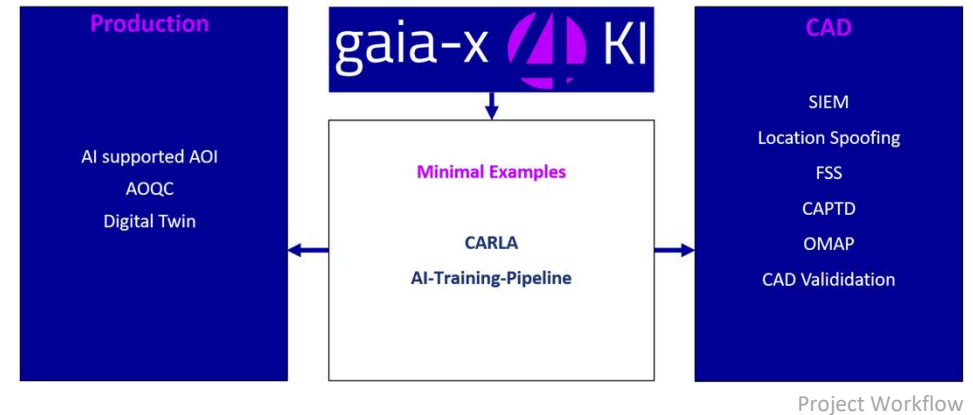 Production
AI supported AOI
AOQC
Digital Twin
gaia-x 4 KI
Minimal Examples
CARLA
AI-Training-Pipeline
CAD
SIEM
Location Spoofing
FSS
CAPTD
OMAP
CAD Valididation
Project Workflow